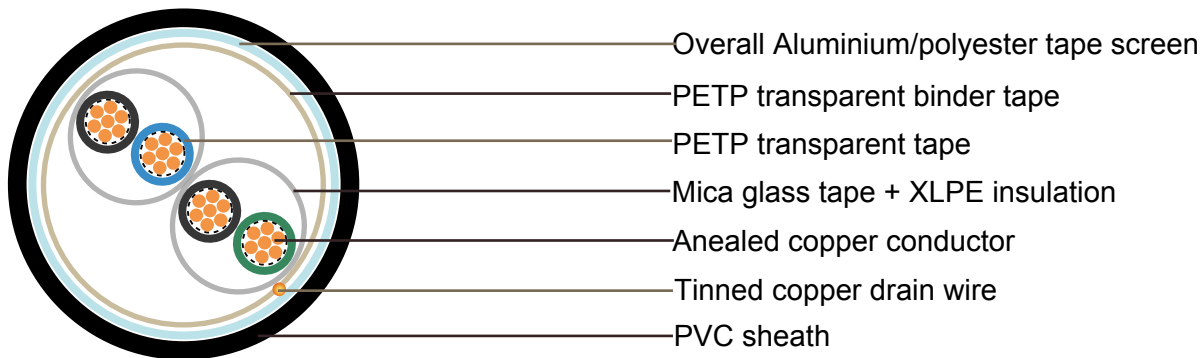 Overall Aluminium/polyester tape screen
PETP transparent binder tape
PETP transparent tape
Mica glass tape + XLPE insulation
Anealed copper conductor
Tinned copper drain wire
PVC sheath